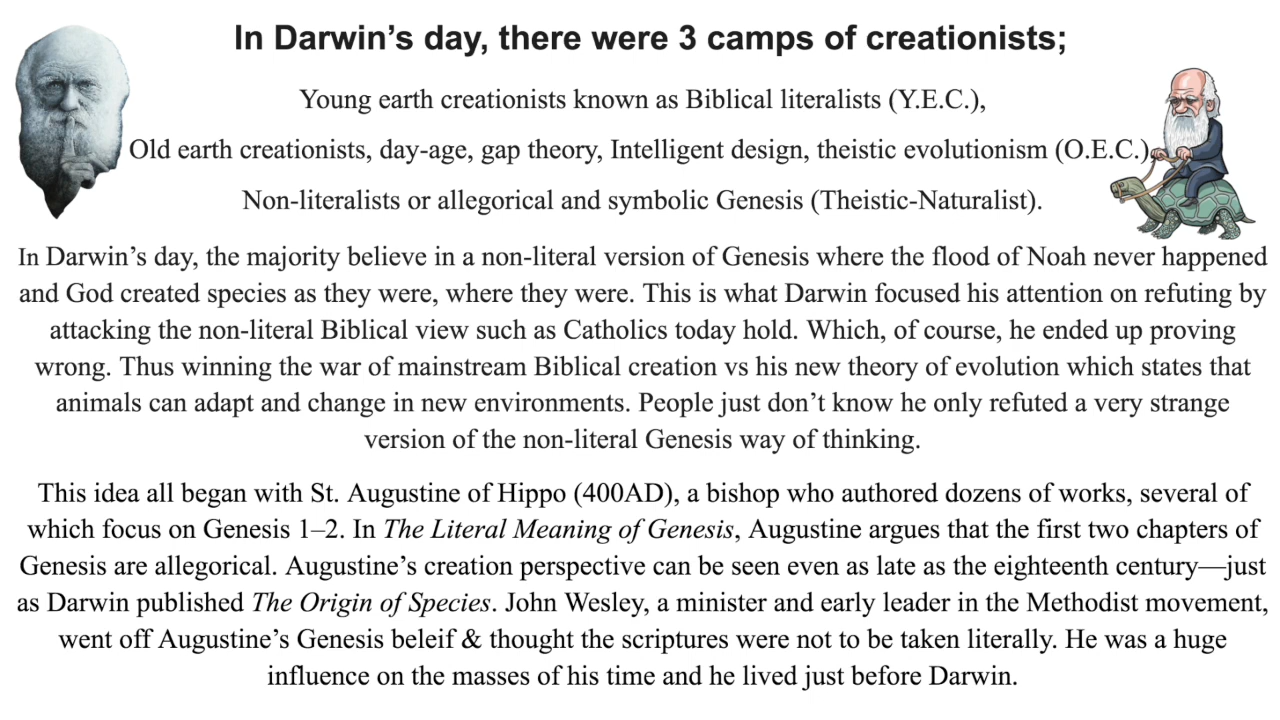 In Darwin’s day, there were 3 camps of creationists;
Young earth creationists known as Biblical literalists (Y.E.C.),
Old earth creationists, day-age, gap theory, Intelligent design, theistic evolutionism (O.E.C.),
Non-literalists or allegorical and symbolic Genesis (Theistic-Naturalist).
In Darwin’s day, the majority believe in a non-literal version of Genesis where the flood of Noah never happened
and God created species as they were, where they were. This is what Darwin focused his attention on refuting by
attacking the non-literal Biblical view such as Catholics today hold. Which, of course, he ended up proving
wrong. Thus winning the war of mainstream Biblical creation vs his new theory of evolution which states that
animals can adapt and change in new environments. People just don’t know he only refuted a very strange
version of the non-literal Genesis way of thinking.
This idea all began with St. Augustine of Hippo (400AD), a bishop who authored dozens of works, several of
which focus on Genesis 1–2. In The Literal Meaning of Genesis, Augustine argues that the first two chapters of
Genesis are allegorical. Augustine’s creation perspective can be seen even as late as the eighteenth century—just
as Darwin published The Origin of Species. John Wesley, a minister and early leader in the Methodist movement,
went off Augustine’s Genesis beleif & thought the scriptures were not to be taken literally. He was a huge
influence on the masses of his time and he lived just before Darwin.